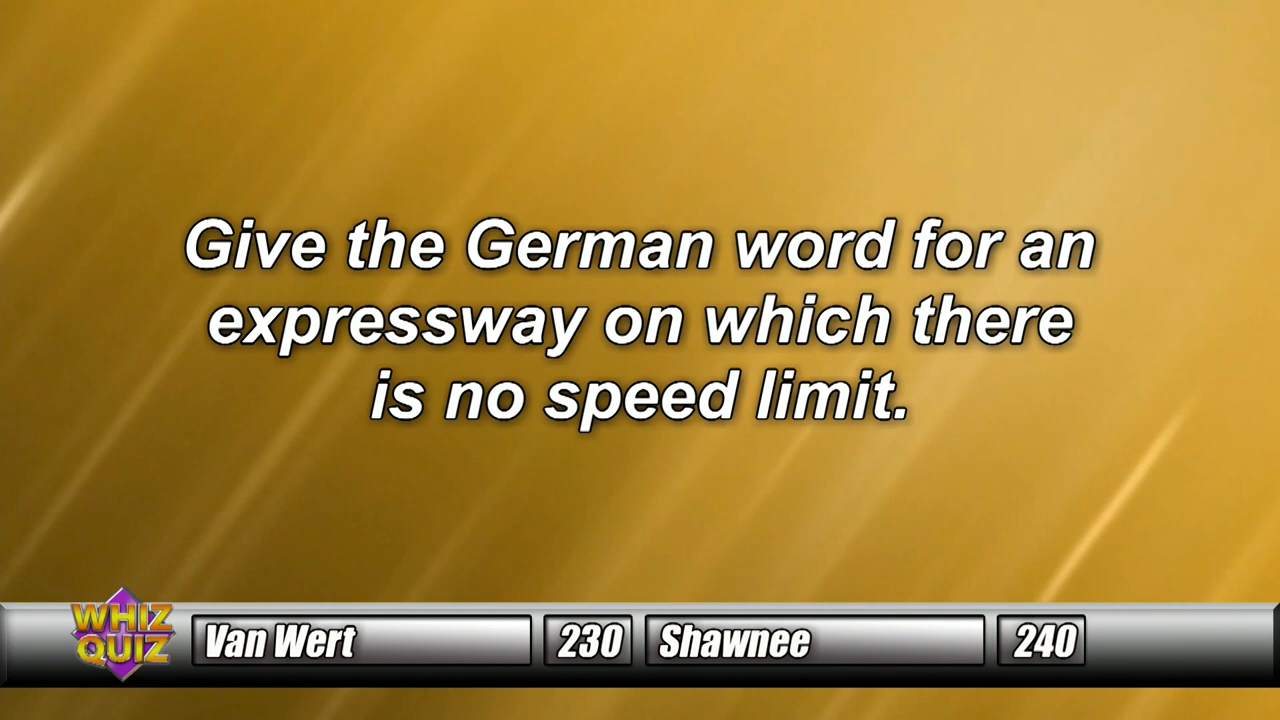 Give the German word for an
expressway on which there
is no speed limit.
WHIZ
QUIZ
Van Wert 230 Shawnee 240